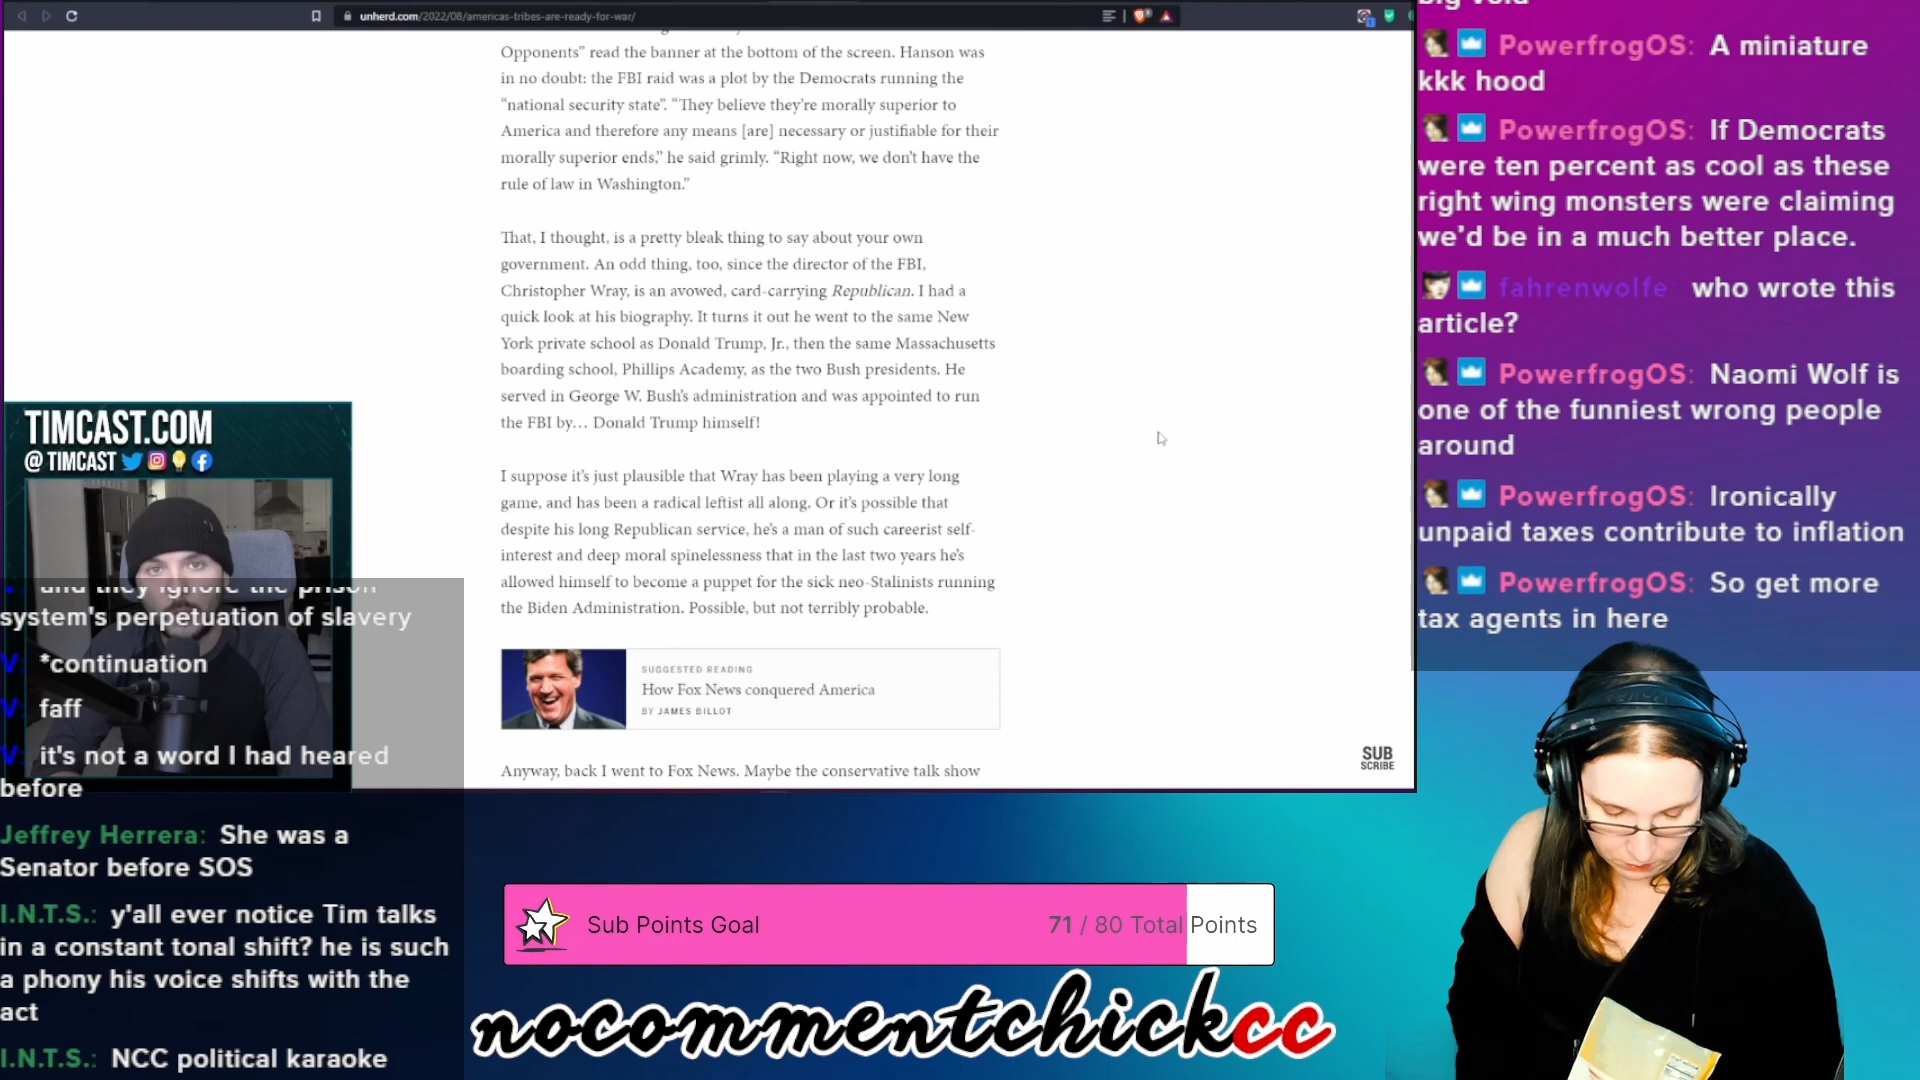 unherd.com/2022/08/americas-tribes-are-ready-for-war/
Opponents” read the banner at the bottom of the screen. Hanson was
in no doubt: the FBI raid was a plot by the Democrats running the
“national security state”. “They believe they’re morally superior to
America and therefore any means [are] necessary or justifiable for their
morally superior ends,” he said grimly. “Right now, we don’t have the
rule of law in Washington.”
That, I thought, is a pretty bleak thing to say about your own
government. An odd thing, too, since the director of the FBI,
Christopher Wray, is an avowed, card-carrying Republican. I had a
quick look at his biography. It turns it out he went to the same New
York private school as Donald Trump, Jr., then the same Massachusetts
boarding school, Phillips Academy, as the two Bush presidents. He
served in George W. Bush’s administration and was appointed to run
the FBI by… Donald Trump himself!
I suppose it’s just plausible that Wray has been playing a very long
game, and has been a radical leftist all along. Or it’s possible that
despite his long Republican service, he’s a man of such careerist self-
interest and deep moral spinelessness that in the last two years he’s
allowed himself to become a puppet for the sick neo-Stalinists running
the Biden Administration. Possible, but not terribly probable.
SUGGESTED READING
How Fox News conquered America
BY JAMES BILLOT
Anyway, back I went to Fox News. Maybe the conservative talk show
SUB
SCRIBE
TIMCAST.COM
@ TIMCAST
and they ignore the prison
system's perpetuation of slavery
V: *continuation
V: faff
V: it's not a word I had heared
before
Jeffrey Herrera: She was a
Senator before SOS
I.N.T.S.: y'all ever notice Tim talks
in a constant tonal shift? he is such
a phony his voice shifts with the
act
I.N.T.S.: NCC political karaoke
big void
PowerfrogOS: A miniature
kkk hood
PowerfrogOS: If Democrats
were ten percent as cool as these
right wing monsters were claiming
we'd be in a much better place.
fahrenwolfe: who wrote this
article?
PowerfrogOS: Naomi Wolf is
one of the funniest wrong people
around
PowerfrogOS: Ironically
unpaid taxes contribute to inflation
PowerfrogOS: So get more
tax agents in here
Sub Points Goal
71 / 80 Total Points
nocommentchickcc